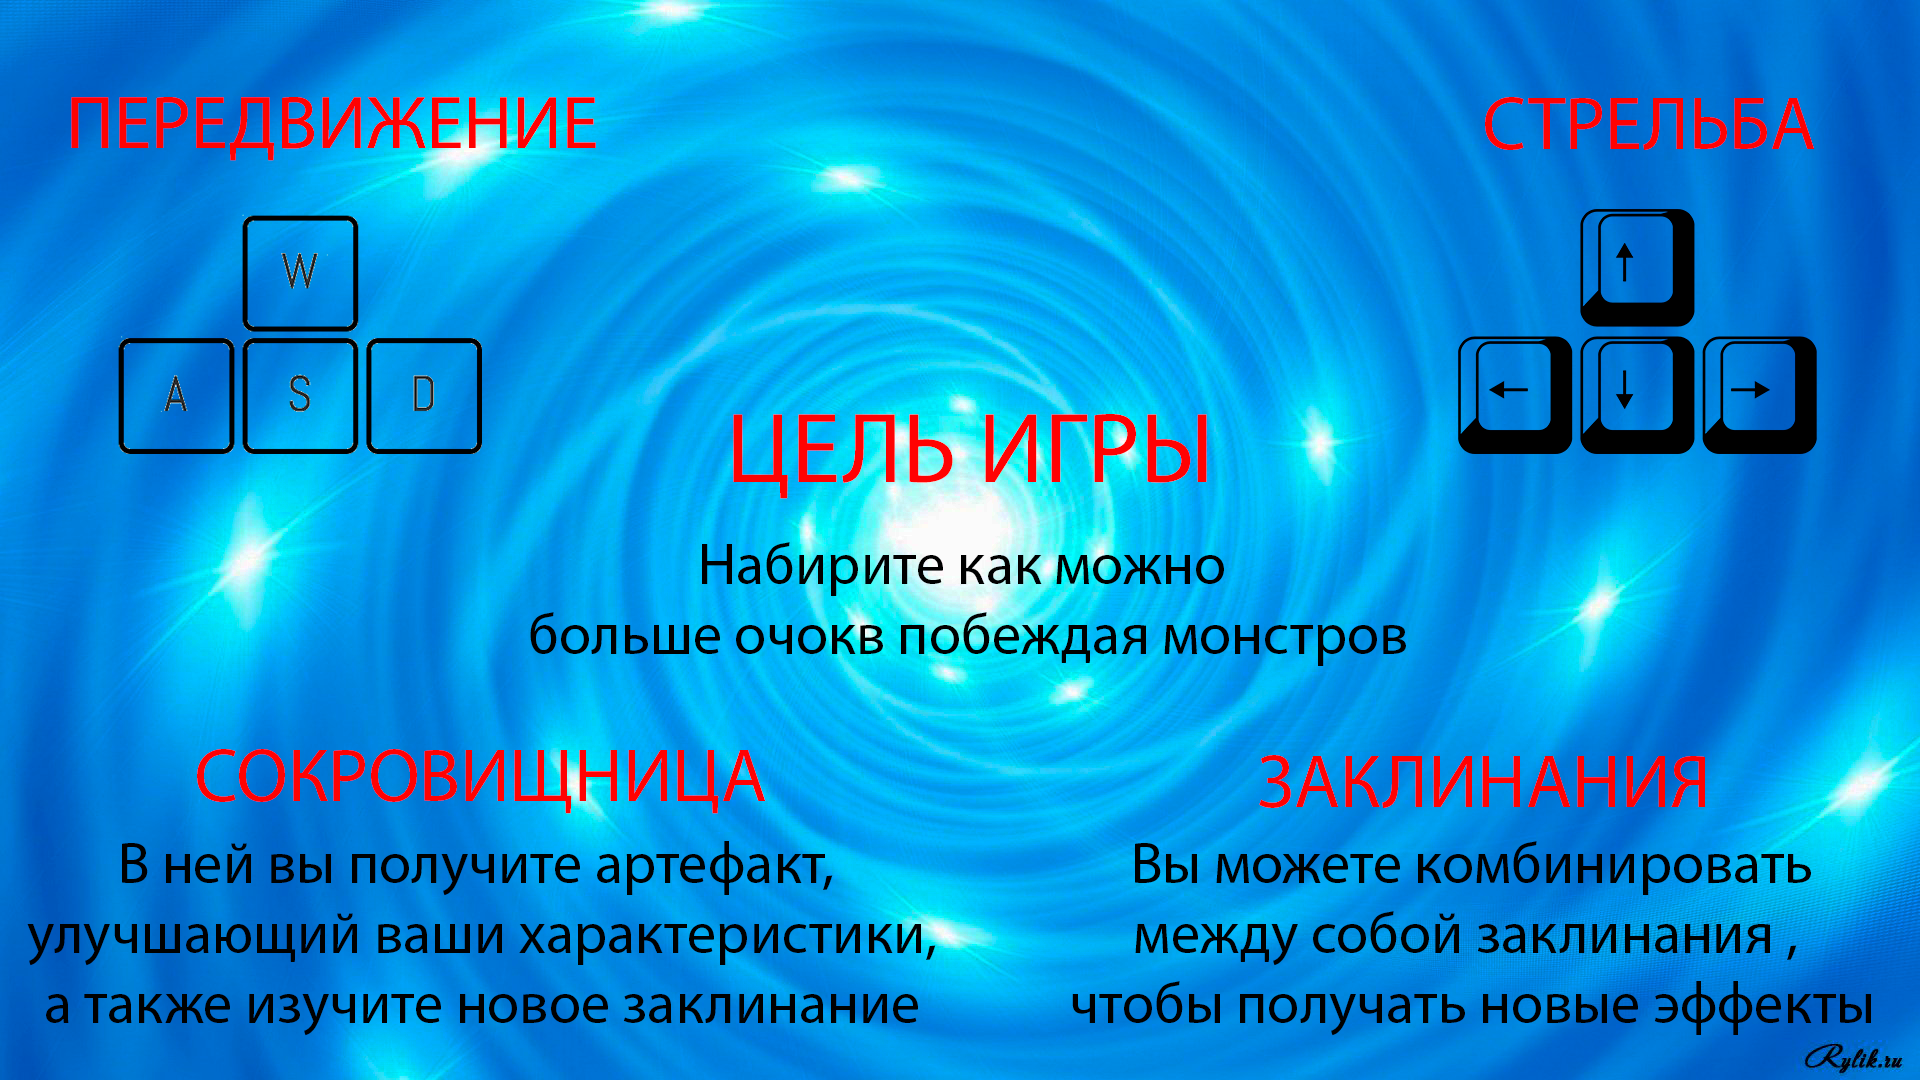 ПЕРЕДВИЖЕНИЕ
СТРЕЛЬБА
W
A S D
↑
← ↓ →
ЦЕЛЬ ИГРЫ
Набирите как можно
больше очокв побеждая монстров
СОКРОВИЩНИЦА
В ней вы получите артефакт,
улучшающий ваши характеристики,
а также изучите новое заклинание
ЗАКЛИНАНИЯ
Вы можете комбинировать
между собой заклинания ,
чтобы получать новые эффекты
Rylik.ru